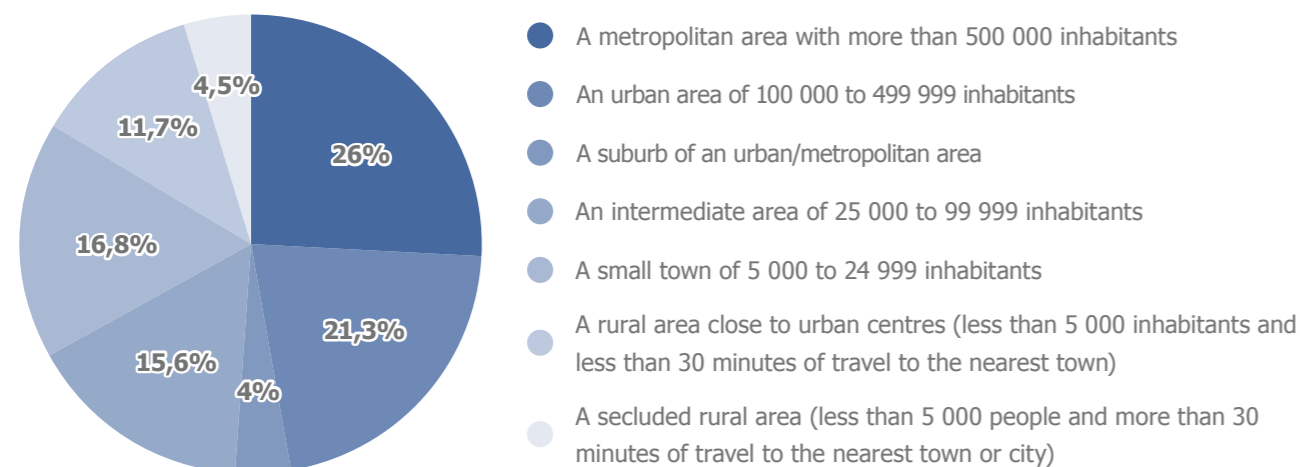 4,5%
11,7%
26%
16,8%
21,3%
15,6%
4%
A metropolitan area with more than 500 000 inhabitants
An urban area of 100 000 to 499 999 inhabitants
A suburb of an urban/metropolitan area
An intermediate area of 25 000 to 99 999 inhabitants
A small town of 5 000 to 24 999 inhabitants
A rural area close to urban centres (less than 5 000 inhabitants and
less than 30 minutes of travel to the nearest town)
A secluded rural area (less than 5 000 people and more than 30
minutes of travel to the nearest town or city)